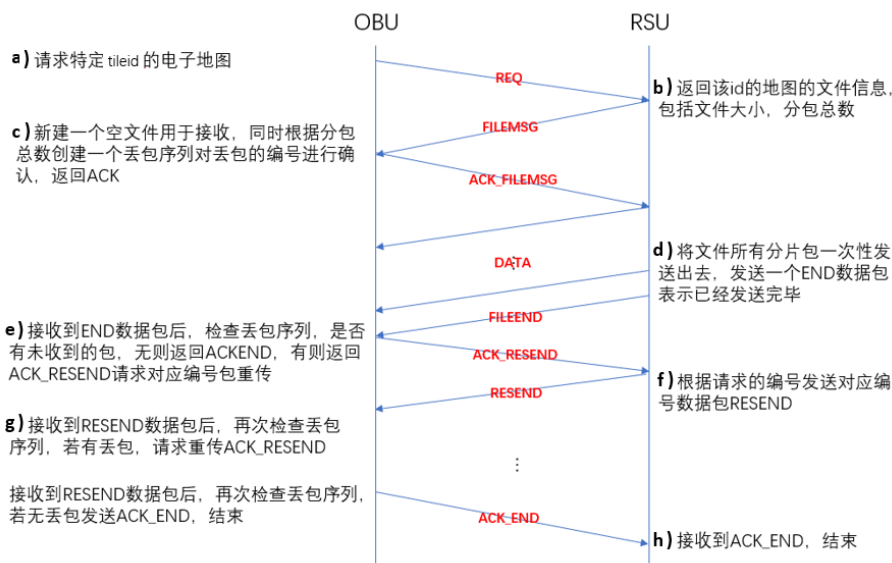 OBU
RSU
a) 请求特定 tileid 的电子地图
REQ
b) 返回该id的地图的文件信息,
包括文件大小，分包总数
FILEMSG
c) 新建一个空文件用于接收，同时根据分包
总数创建一个丢包序列对丢包的编号进行确
认，返回ACK
ACK_FILEMSG
d) 将文件所有分片包一次性发
送出去，发送一个END数据包
表示已经发送完毕
DATA
FILEEND
e) 接收到END数据包后，检查丢包序列，是否
有未收到的包，无则返回ACKEND，有则返回
ACK_RESEND请求对应编号包重传
ACK_RESEND
RESEND
f) 根据请求的编号发送对应编
号数据包RESEND
g) 接收到RESEND数据包后，再次检查丢包
序列，若有丢包，请求重传ACK_RESEND
接收到RESEND数据包后，再次检查丢包序列，
若无丢包发送ACK_END，结束
ACK_END
h) 接收到ACK_END，结束